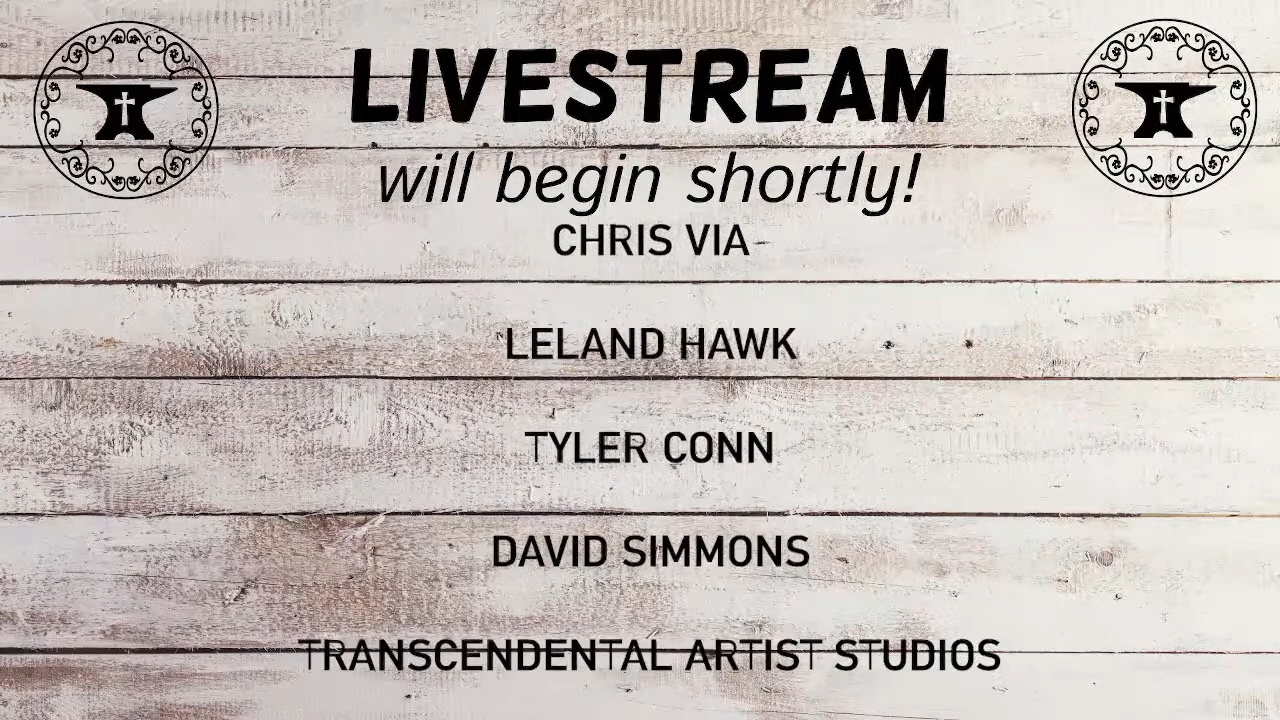 LIVESTREAM
will begin shortly!
CHRIS VIA
LELAND HAWK
TYLER CONN
DAVID SIMMONS
TRANSCENDENTAL ARTIST STUDIOS